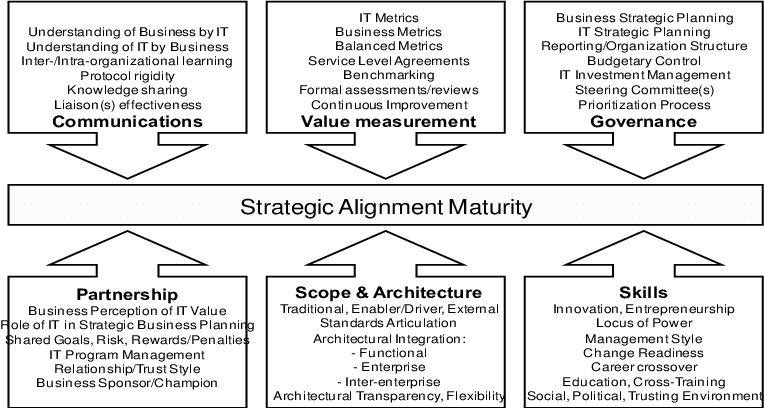 Understanding of Business by IT
Understanding of IT by Business
Inter-/Intra-organizational learning
Protocol rigidity
Knowledge sharing
Liaison(s) effectiveness
Communications
IT Metrics
Business Metrics
Balanced Metrics
Service Level Agreements
Benchmarking
Formal assessments/reviews
Continuous Improvement
Value measurement
Business Strategic Planning
IT Strategic Planning
Reporting/Organization Structure
Budgetary Control
IT Investment Management
Steering Committee(s)
Prioritization Process
Governance
Strategic Alignment Maturity
Partnership
Business Perception of IT Value
Role of IT in Strategic Business Planning
Shared Goals, Risk, Rewards/Penalties
IT Program Management
Relationship/Trust Style
Business Sponsor/Champion
Scope & Architecture
Traditional, Enabler/Driver, External
Standards Articulation
Architectural Integration:
- Functional
- Enterprise
- Inter-enterprise
Architectural Transparency, Flexibility
Skills
Innovation, Entrepreneurship
Locus of Power
Management Style
Change Readiness
Career crossover
Education, Cross-Training
Social, Political, Trusting Environment